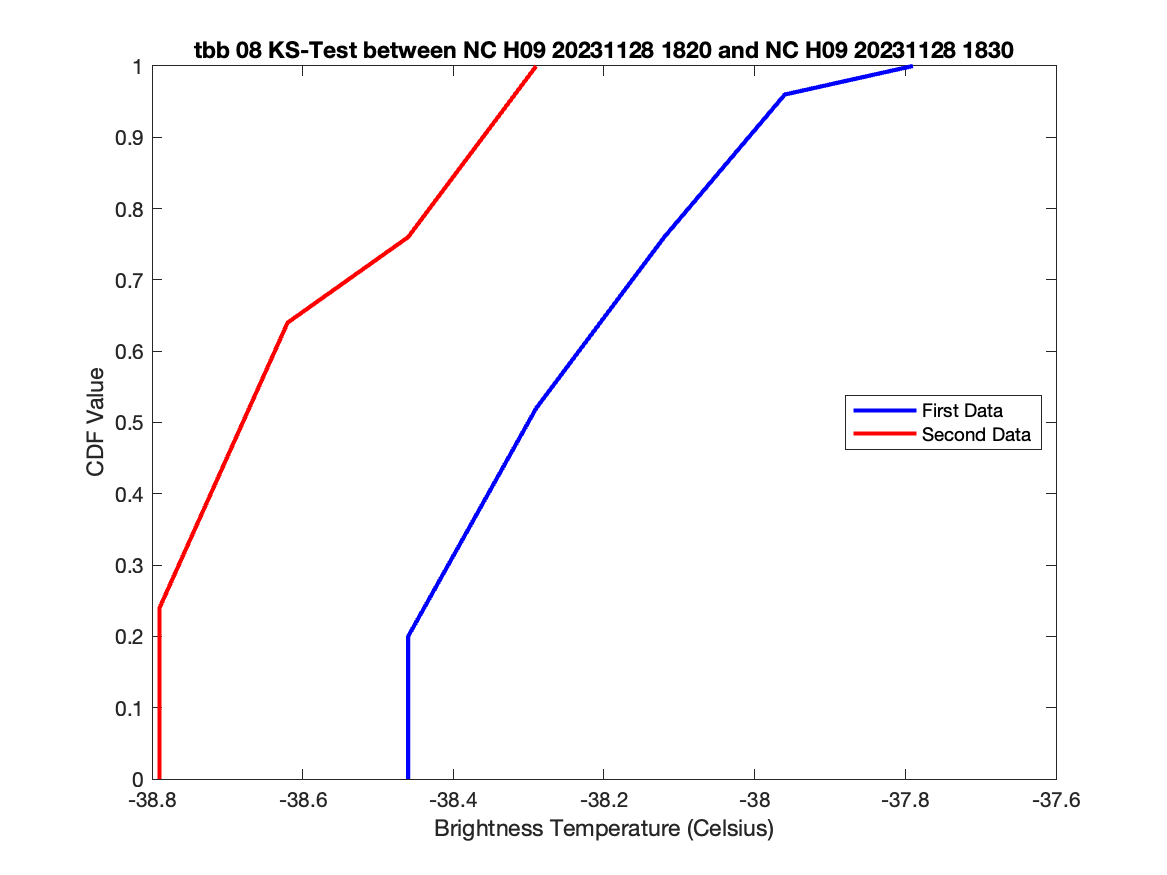 tbb 08 KS-Test between NC H09 20231128 1820 and NC H09 20231128 1830
1
0.9
0.8
0.7
0.6
0.5
0.4
0.3
0.2
0.1
0
CDF Value
First Data
Second Data
-38.8 -38.6 -38.4 -38.2 -38 -37.8 -37.6
Brightness Temperature (Celsius)